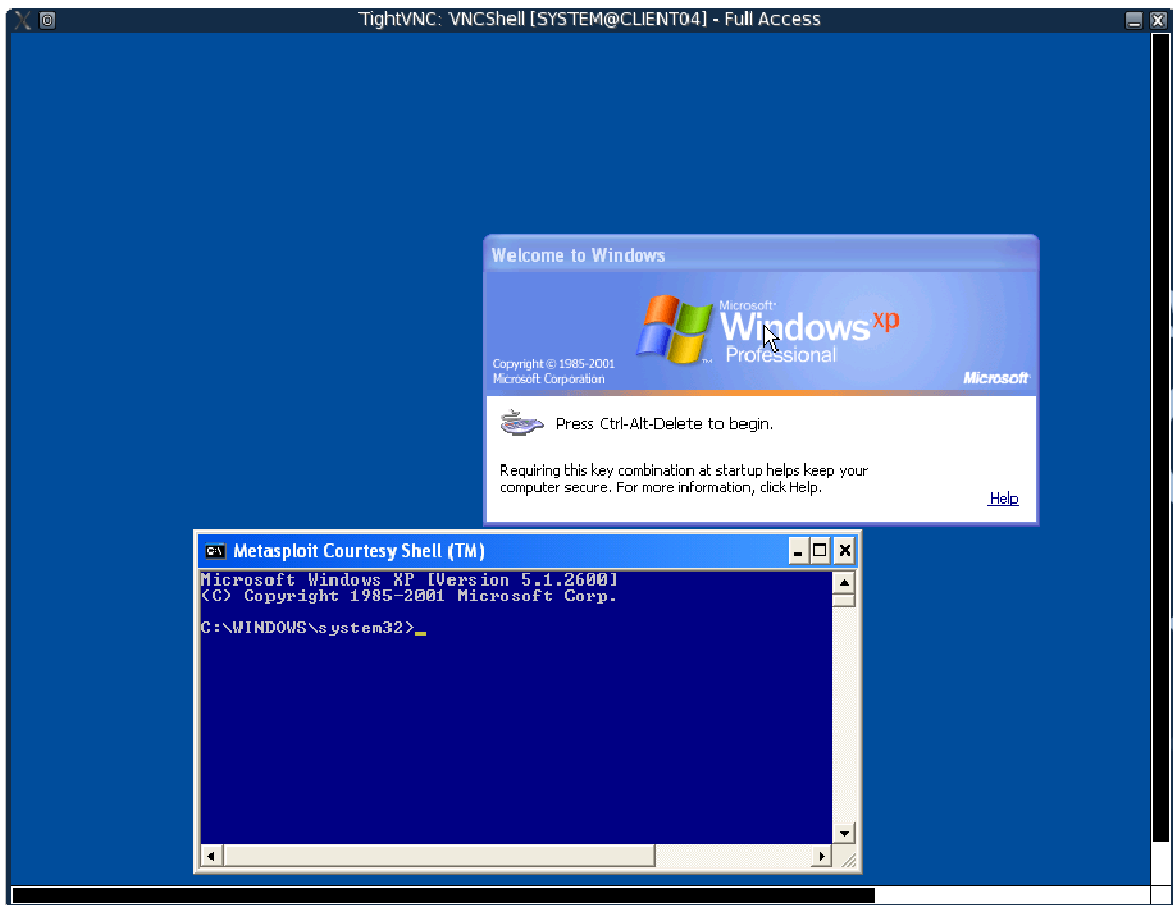 TightVNC: VNCShell [SYSTEM@CLIENT04] - Full Access
Welcome to Windows
Microsoft
Windows xp
Professional
Copyright © 1985-2001
Microsoft Corporation
Microsoft
Press Ctrl-Alt-Delete to begin.
Requiring this key combination at startup helps keep your
computer secure. For more information, click Help.
Help
Metasploit Courtesy Shell (TM)
Microsoft Windows XP [Version 5.1.2600]
(C) Copyright 1985-2001 Microsoft Corp.
C:\WINDOWS\system32>_